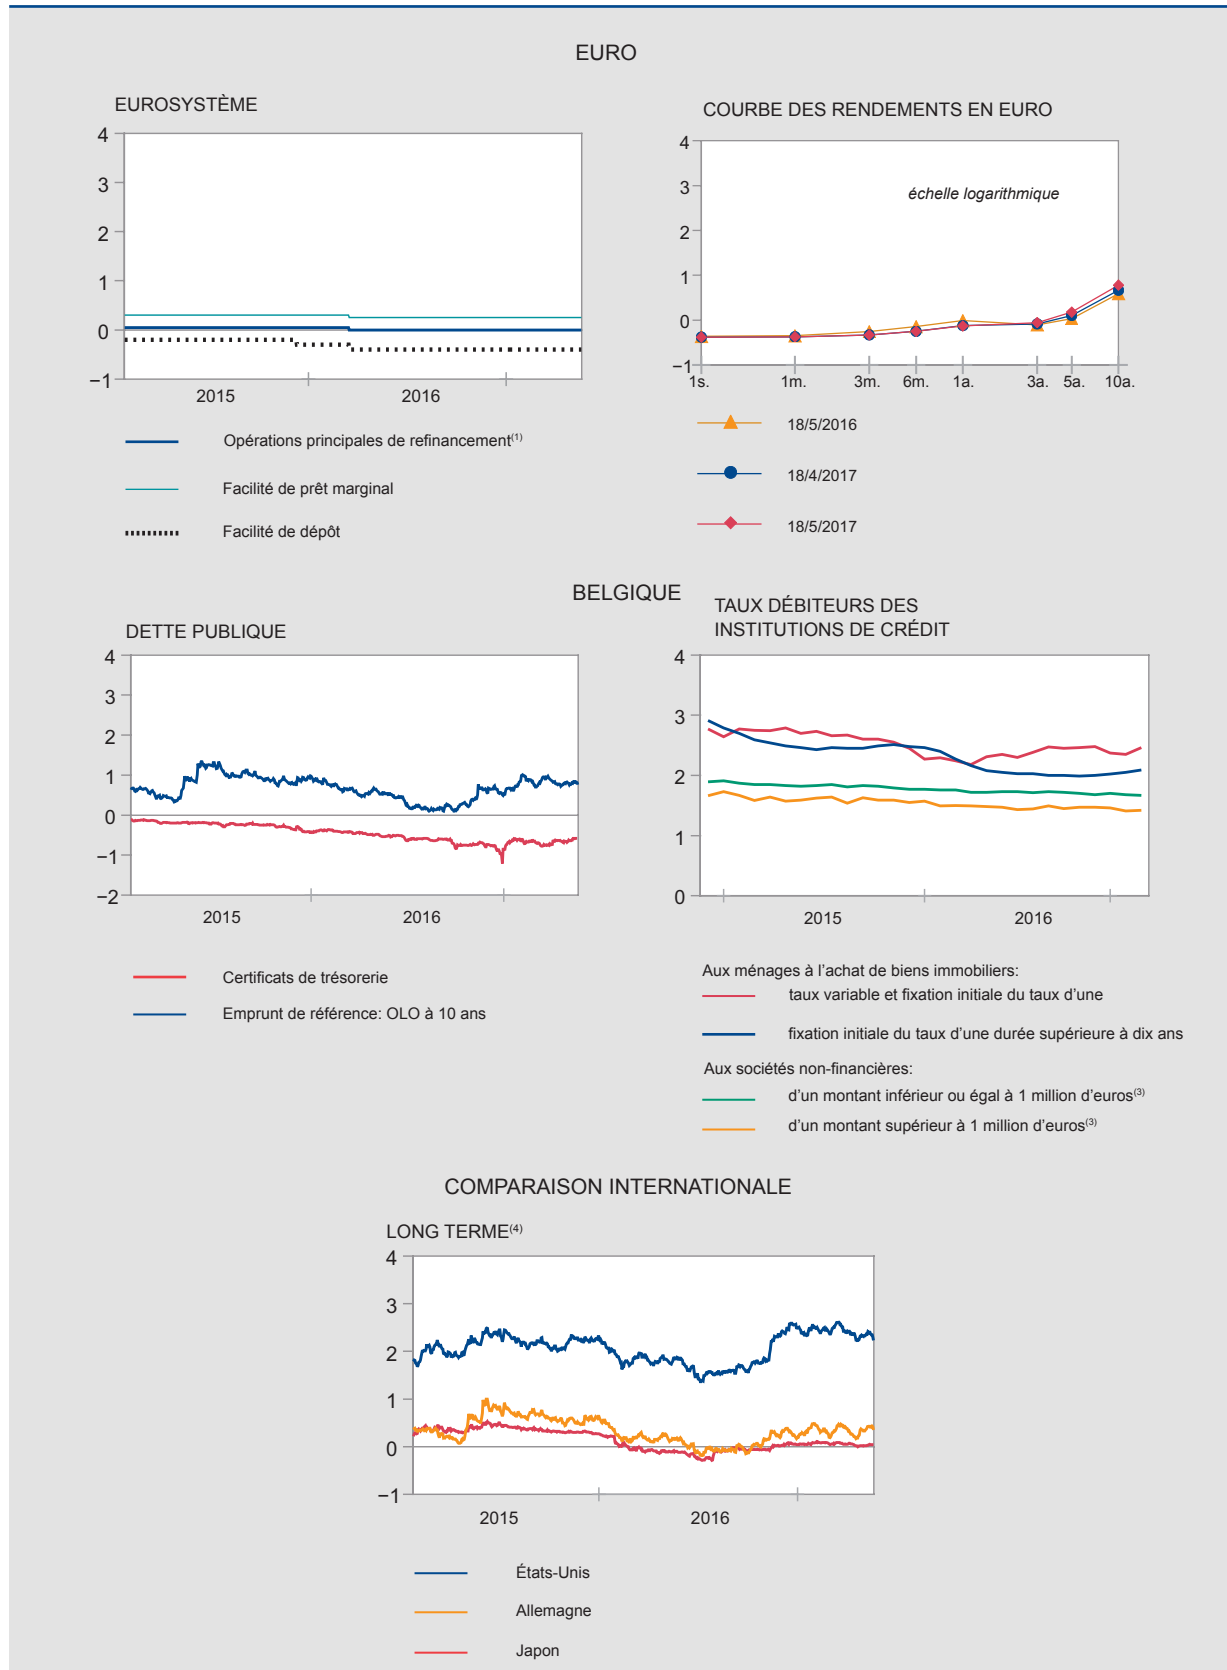 EURO
EUROSYSTÈME
4
3
2
1
0
−1
2015
2016
Opérations principales de refinancement(1)
Facilité de prêt marginal
Facilité de dépôt
COURBE DES RENDEMENTS EN EURO
échelle logarithmique
4
3
2
1
0
−1
1s. 1m. 3m. 6m. 1a. 3a. 5a. 10a.
18/5/2016
18/4/2017
18/5/2017
BELGIQUE
DETTE PUBLIQUE
4
3
2
1
0
−1
−2
2015
2016
Certificats de trésorerie
Emprunt de référence: OLO à 10 ans
TAUX DÉBITEURS DES
INSTITUTIONS DE CRÉDIT
4
3
2
1
0
2015
2016
Aux ménages à l’achat de biens immobiliers:
taux variable et fixation initiale du taux d’une
fixation initiale du taux d’une durée supérieure à dix ans
Aux sociétés non-financières:
d’un montant inférieur ou égal à 1 million d’euros(3)
d’un montant supérieur à 1 million d’euros(3)
COMPARAISON INTERNATIONALE
LONG TERME(4)
4
3
2
1
0
−1
2015
2016
États-Unis
Allemagne
Japon